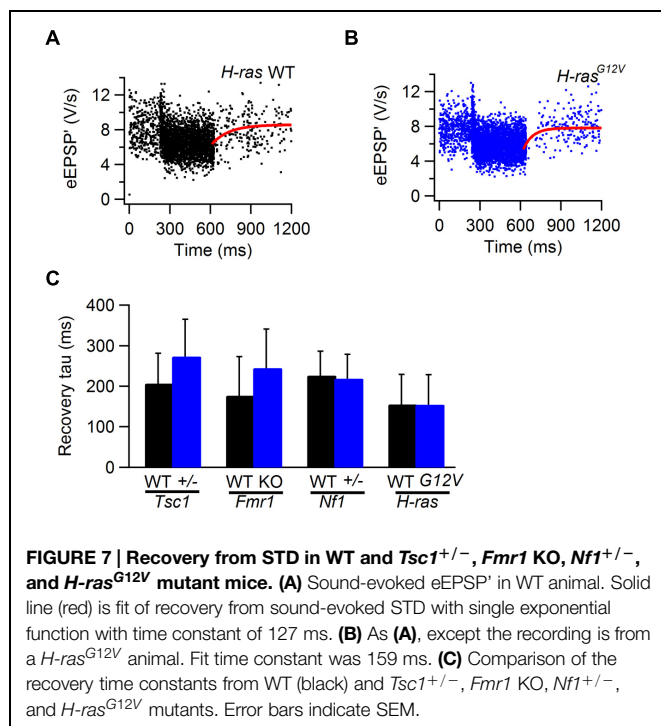 A
B
H-ras WT
H-ras^G12V
eEPSP' (V/s)
12
8
4
0
0 300 600 900 1200
Time (ms)
eEPSP' (V/s)
12
8
4
0
0 300 600 900 1200
Time (ms)
C
Recovery tau (ms)
400
300
200
100
0
WT +/- WT KO WT +/- WT G12V
Tsc1 Fmr1 Nf1 H-ras
FIGURE 7 | Recovery from STD in WT and Tsc1+/−, Fmr1 KO, Nf1+/−,
and H-rasG12V mutant mice. (A) Sound-evoked eEPSP' in WT animal. Solid
line (red) is fit of recovery from sound-evoked STD with single exponential
function with time constant of 127 ms. (B) As (A), except the recording is from
a H-rasG12V animal. Fit time constant was 159 ms. (C) Comparison of the
recovery time constants from WT (black) and Tsc1+/−, Fmr1 KO, Nf1+/−,
and H-rasG12V mutants. Error bars indicate SEM.